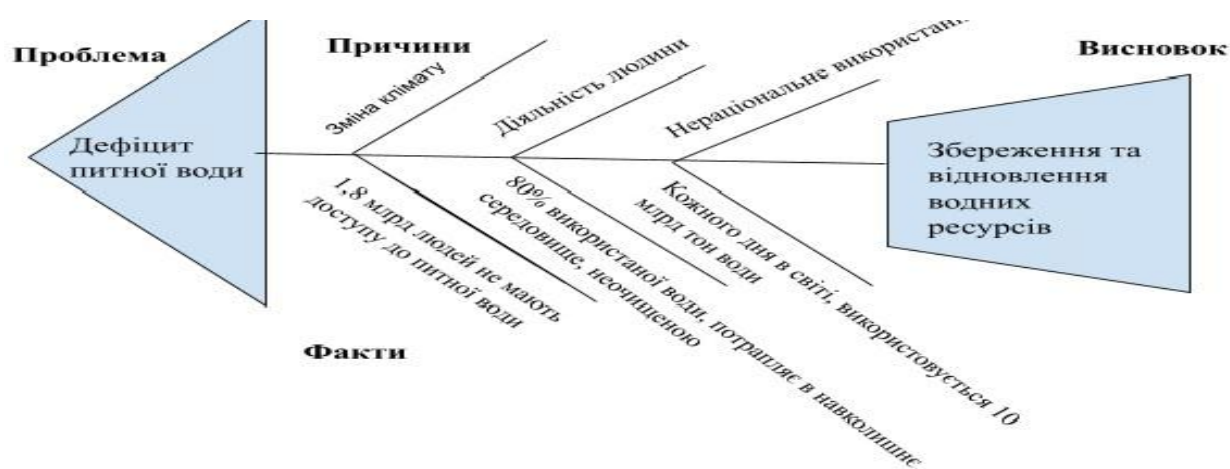 Проблема
Причини
Висновок
Дефіцит
питної води
Зміна клімату
Діяльність людини
Нераціональне
1,8 млрд людей не мають
доступу до питної води
80% використаної води, потрапляє в навколишнє
середовище, неочищеною
Кожного дня в світі, використовується 10
млрд тон води
Факти
Збереження та
відновлення
водних
ресурсів